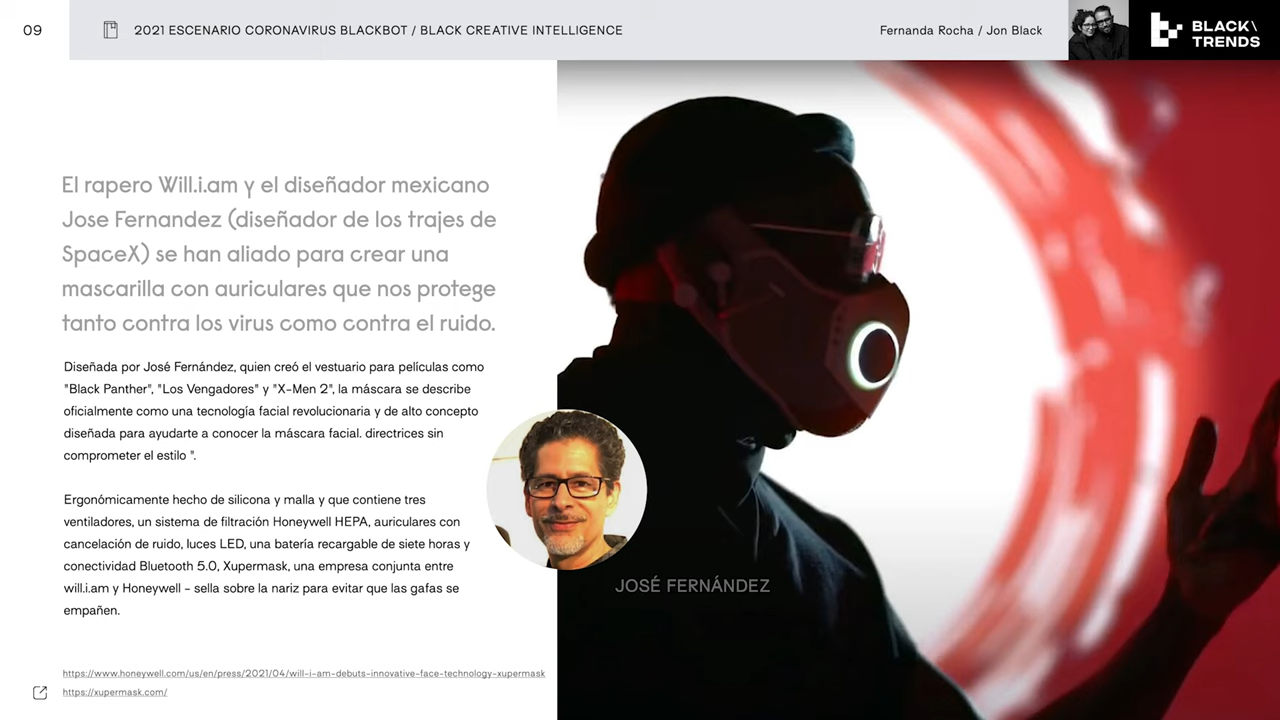 09
2021 ESCENARIO CORONAVIRUS BLACKBOT / BLACK CREATIVE INTELLIGENCE
Fernanda Rocha / Jon Black
BLACK\
TRENDS
El rapero Will.i.am y el diseñador mexicano
Jose Fernandez (diseñador de los trajes de
SpaceX) se han aliado para crear una
mascarilla con auriculares que nos protege
tanto contra los virus como contra el ruido.
Diseñada por José Fernández, quien creó el vestuario para películas como
"Black Panther", "Los Vengadores" y "X-Men 2", la máscara se describe
oficialmente como una tecnología facial revolucionaria y de alto concepto
diseñada para ayudarte a conocer la máscara facial. directrices sin
comprometer el estilo ".
Ergonómicamente hecho de silicona y malla y que contiene tres
ventiladores, un sistema de filtración Honeywell HEPA, auriculares con
cancelación de ruido, luces LED, una batería recargable de siete horas y
conectividad Bluetooth 5.0, Xupermask, una empresa conjunta entre
will.i.am y Honeywell - sella sobre la nariz para evitar que las gafas se
empañen.
JOSÉ FERNÁNDEZ
https://www.honeywell.com/us/en/press/2021/04/will-i-am-debuts-innovative-face-technology-xupermask
https://xupermask.com/